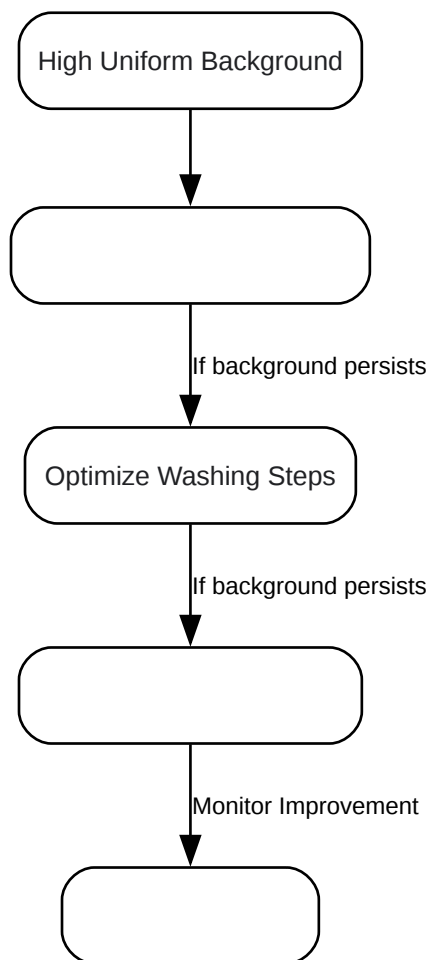 High Uniform Background
If background persists
Optimize Washing Steps
If background persists
Monitor Improvement